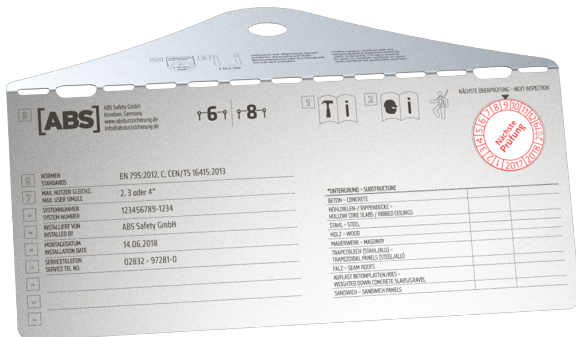 NÄCHSTE ÜBERPRÜFUNG – NEXT INSPECTION
[ABS]
ABS Safety GmbH
Kevelaer, Germany
www.absturzsicherung.de
info@absturzsicherung.de
6
8
1
i
2
i
Nächste
Prüfung
2017
2018
6
NORMEN
STANDARDS
EN 795:2012, C; CEN/TS 16415:2013
7
MAX. NUTZER GLEICHZ.
MAX. USER SIMULT.
2, 3 oder 4*
SYSTEMNUMMER
SYSTEM NUMBER
123456789-1234
INSTALLIERT VON
INSTALLED BY
ABS Safety GmbH
MONTAGEDATUM
INSTALLATION DATE
14.06.2018
SERVICETELEFON
SERVICE TEL. NO.
02832 - 97281-0
*UNTERGRUND – SUBSTRUCTURE
BETON – CONCRETE
HOHLDIELEN-/ RIPPENDECKE –
HOLLOW CORE SLABS / RIBBED CEILINGS
STAHL – STEEL
HOLZ – WOOD
MAUERWERK – MASONRY
TRAPEZBLECH (STAHL/ALU) –
TRAPEZOIDAL PANELS (STEEL/ALU)
FALZ – SEAM ROOFS
AUFLAST BETONPLATTEN/KIES –
WEIGHTED DOWN CONCRETE SLABS/GRAVEL
SANDWICH – SANDWICH PANELS